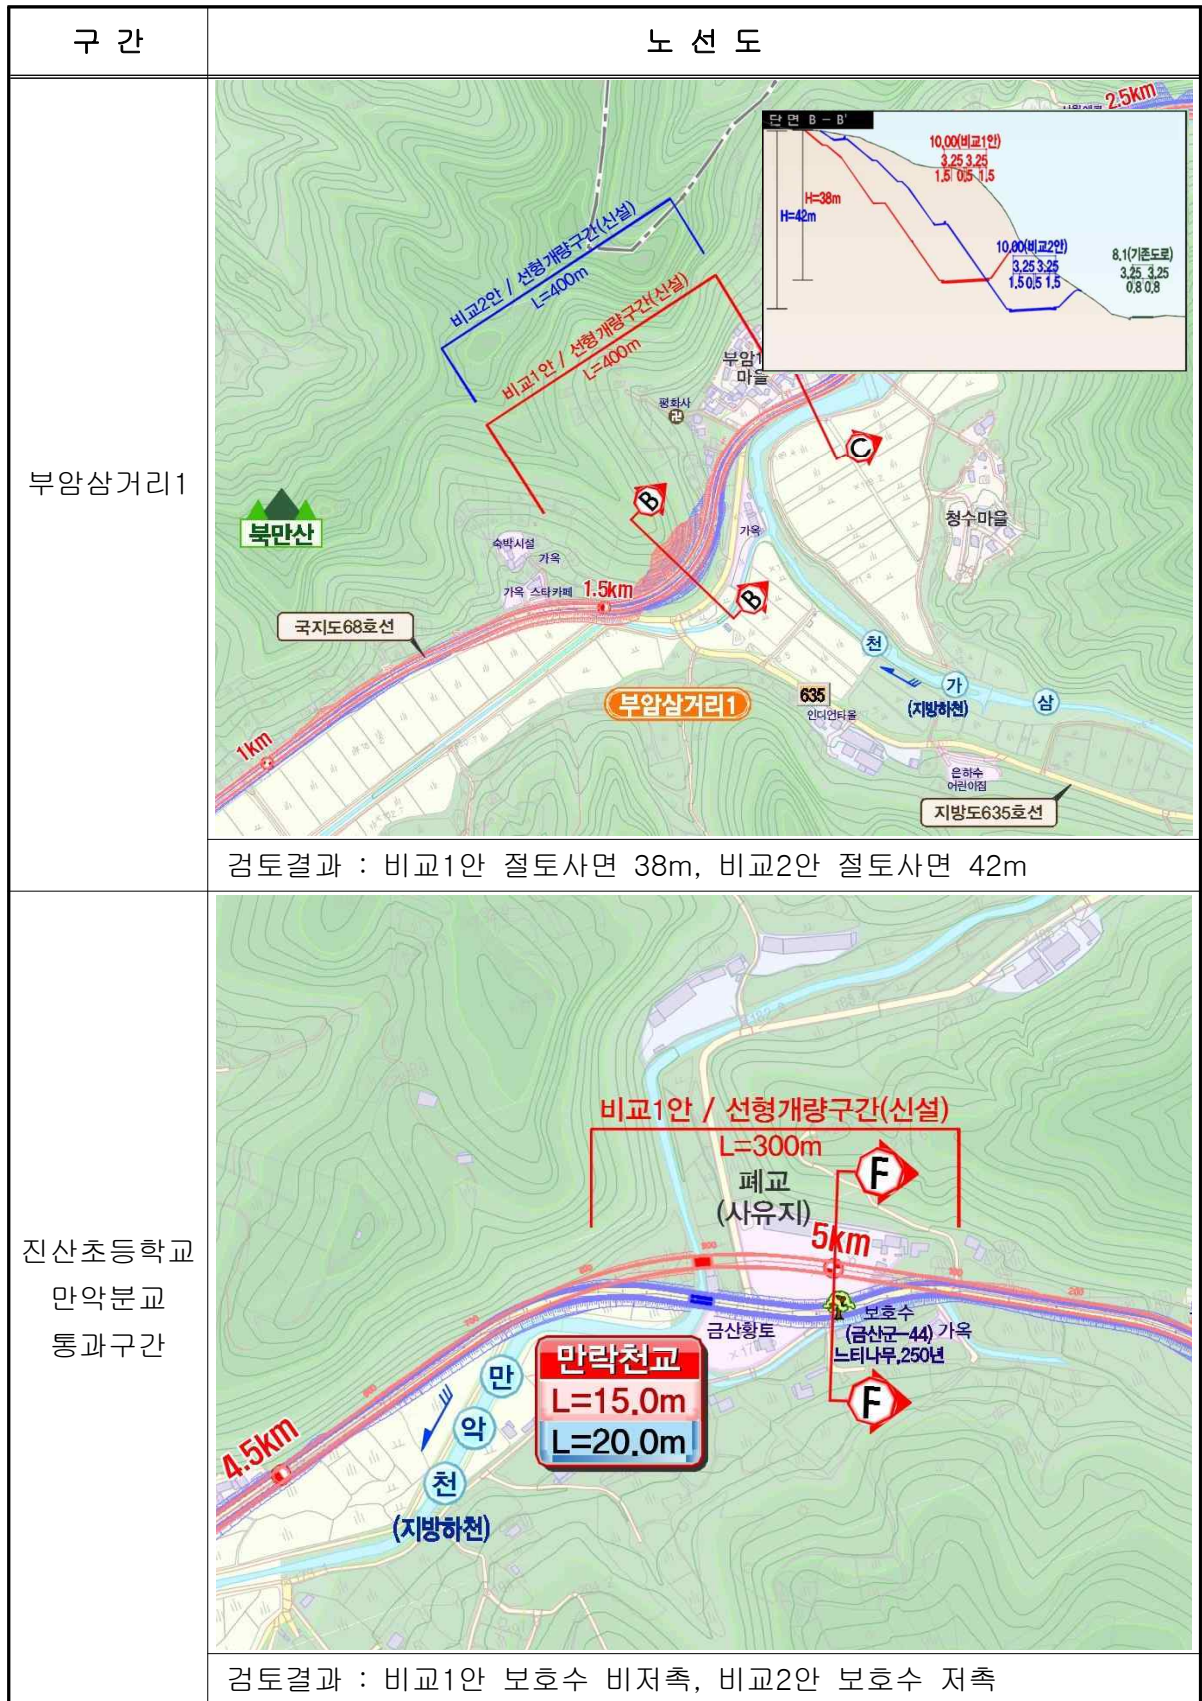 구 간
노 선 도
부암삼거리1
2.5km
단 면 B - B'
10.00(비교1안)
3.25 3.25
1.5 0.5 1.5
H=38m
H=42m
10.00(비교2안)
3.25 3.25
1.5 0.5 1.5
8.1(기존도로)
3.25 3.25
0.8 0.8
비교2안 / 선형개량구간(신설)
L=400m
비교1안 / 선형개량구간(신설)
L=400m
부암1
마을
평화사
C
B
북만산
숙박시설
가옥
가옥
청수마을
가옥 스타카페
1.5km
B
국지도68호선
천
가
삼
(지방하천)
부암삼거리1
635
인디언타올
1km
은하수
어린이집
지방도635호선
검토결과 : 비교1안 절토사면 38m, 비교2안 절토사면 42m
진산초등학교
만악분교
통과구간
비교1안 / 선형개량구간(신설)
L=300m
폐교
(사유지)
F
5km
금산황토
보호수
(금산군-44)
가옥
느티나무,250년
만락천교
L=15.0m
L=20.0m
F
만
악
천
(지방하천)
4.5km
검토결과 : 비교1안 보호수 비저촉, 비교2안 보호수 저촉